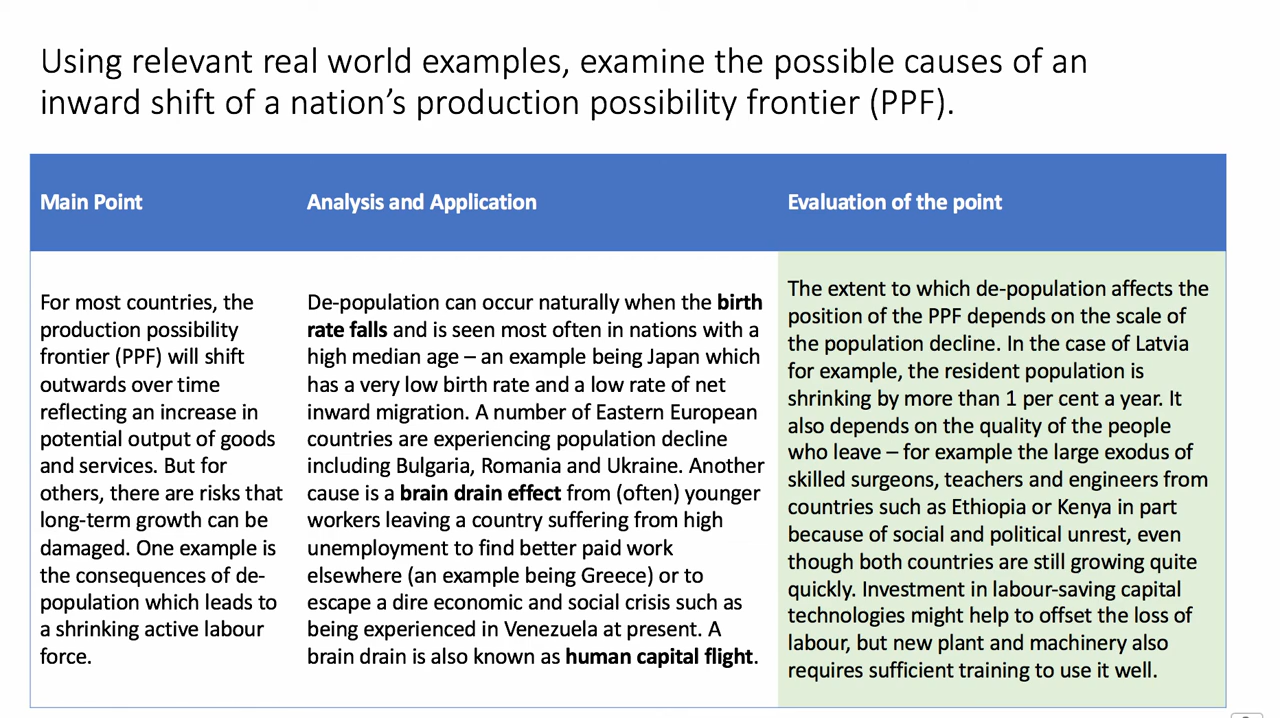 Using relevant real world examples, examine the possible causes of an
inward shift of a nation’s production possibility frontier (PPF).
Main Point
For most countries, the
production possibility
frontier (PPF) will shift
outwards over time
reflecting an increase in
potential output of goods
and services. But for
others, there are risks that
long-term growth can be
damaged. One example is
the consequences of de-
population which leads to
a shrinking active labour
force.
Analysis and Application
De-population can occur naturally when the birth
rate falls and is seen most often in nations with a
high median age – an example being Japan which
has a very low birth rate and a low rate of net
inward migration. A number of Eastern European
countries are experiencing population decline
including Bulgaria, Romania and Ukraine. Another
cause is a brain drain effect from (often) younger
workers leaving a country suffering from high
unemployment to find better paid work
elsewhere (an example being Greece) or to
escape a dire economic and social crisis such as
being experienced in Venezuela at present. A
brain drain is also known as human capital flight.
Evaluation of the point
The extent to which de-population affects the
position of the PPF depends on the scale of
the population decline. In the case of Latvia
for example, the resident population is
shrinking by more than 1 per cent a year. It
also depends on the quality of the people
who leave – for example the large exodus of
skilled surgeons, teachers and engineers from
countries such as Ethiopia or Kenya in part
because of social and political unrest, even
though both countries are still growing quite
quickly. Investment in labour-saving capital
technologies might help to offset the loss of
labour, but new plant and machinery also
requires sufficient training to use it well.